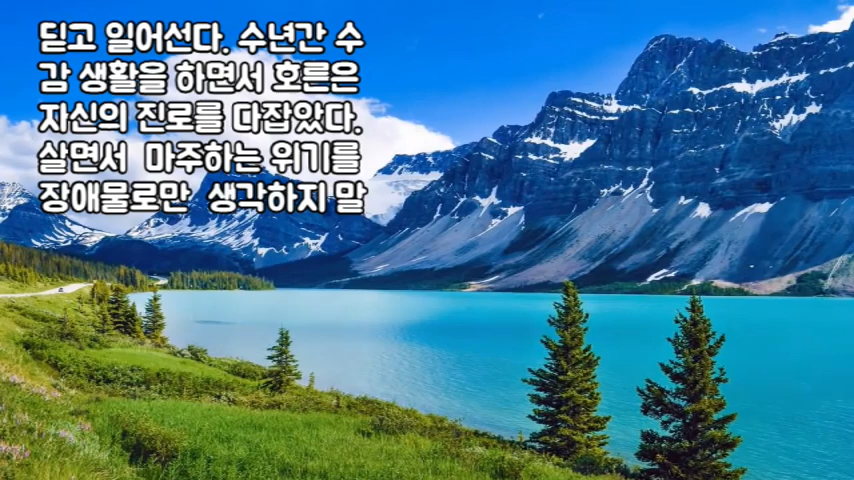 딛고 일어선다. 수년간 수
감 생활을 하면서 호른은
자신의 진로를 다잡았다.
살면서 마주하는 위기를
장애물로만 생각하지 말